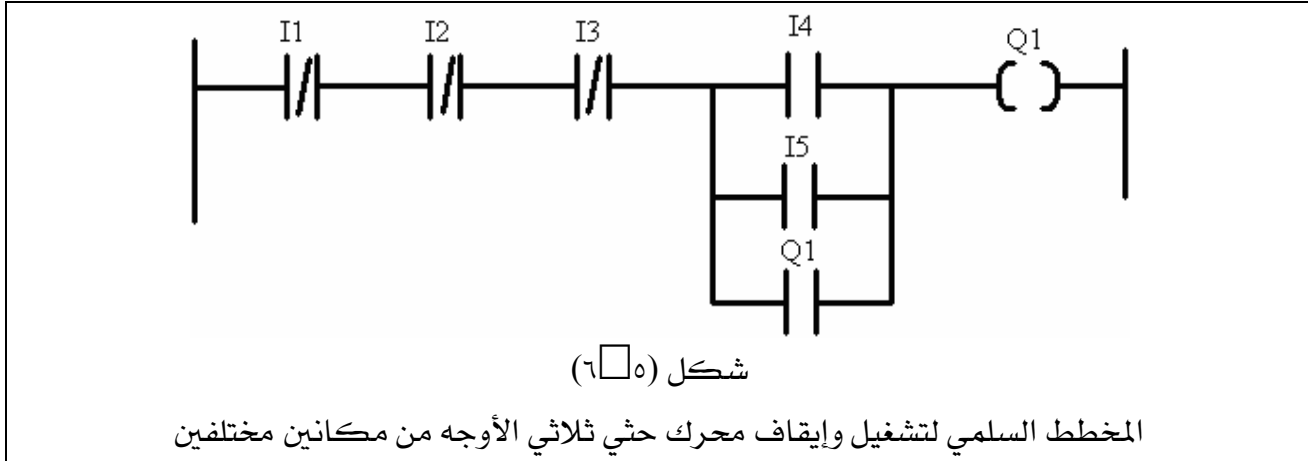 I1 I2 I3 I4 Q1
I5
Q1
شكل (٥□٦)
المخطط السلمي لتشغيل وإيقاف محرك حثي ثلاثي الأوجه من مكانين مختلفين